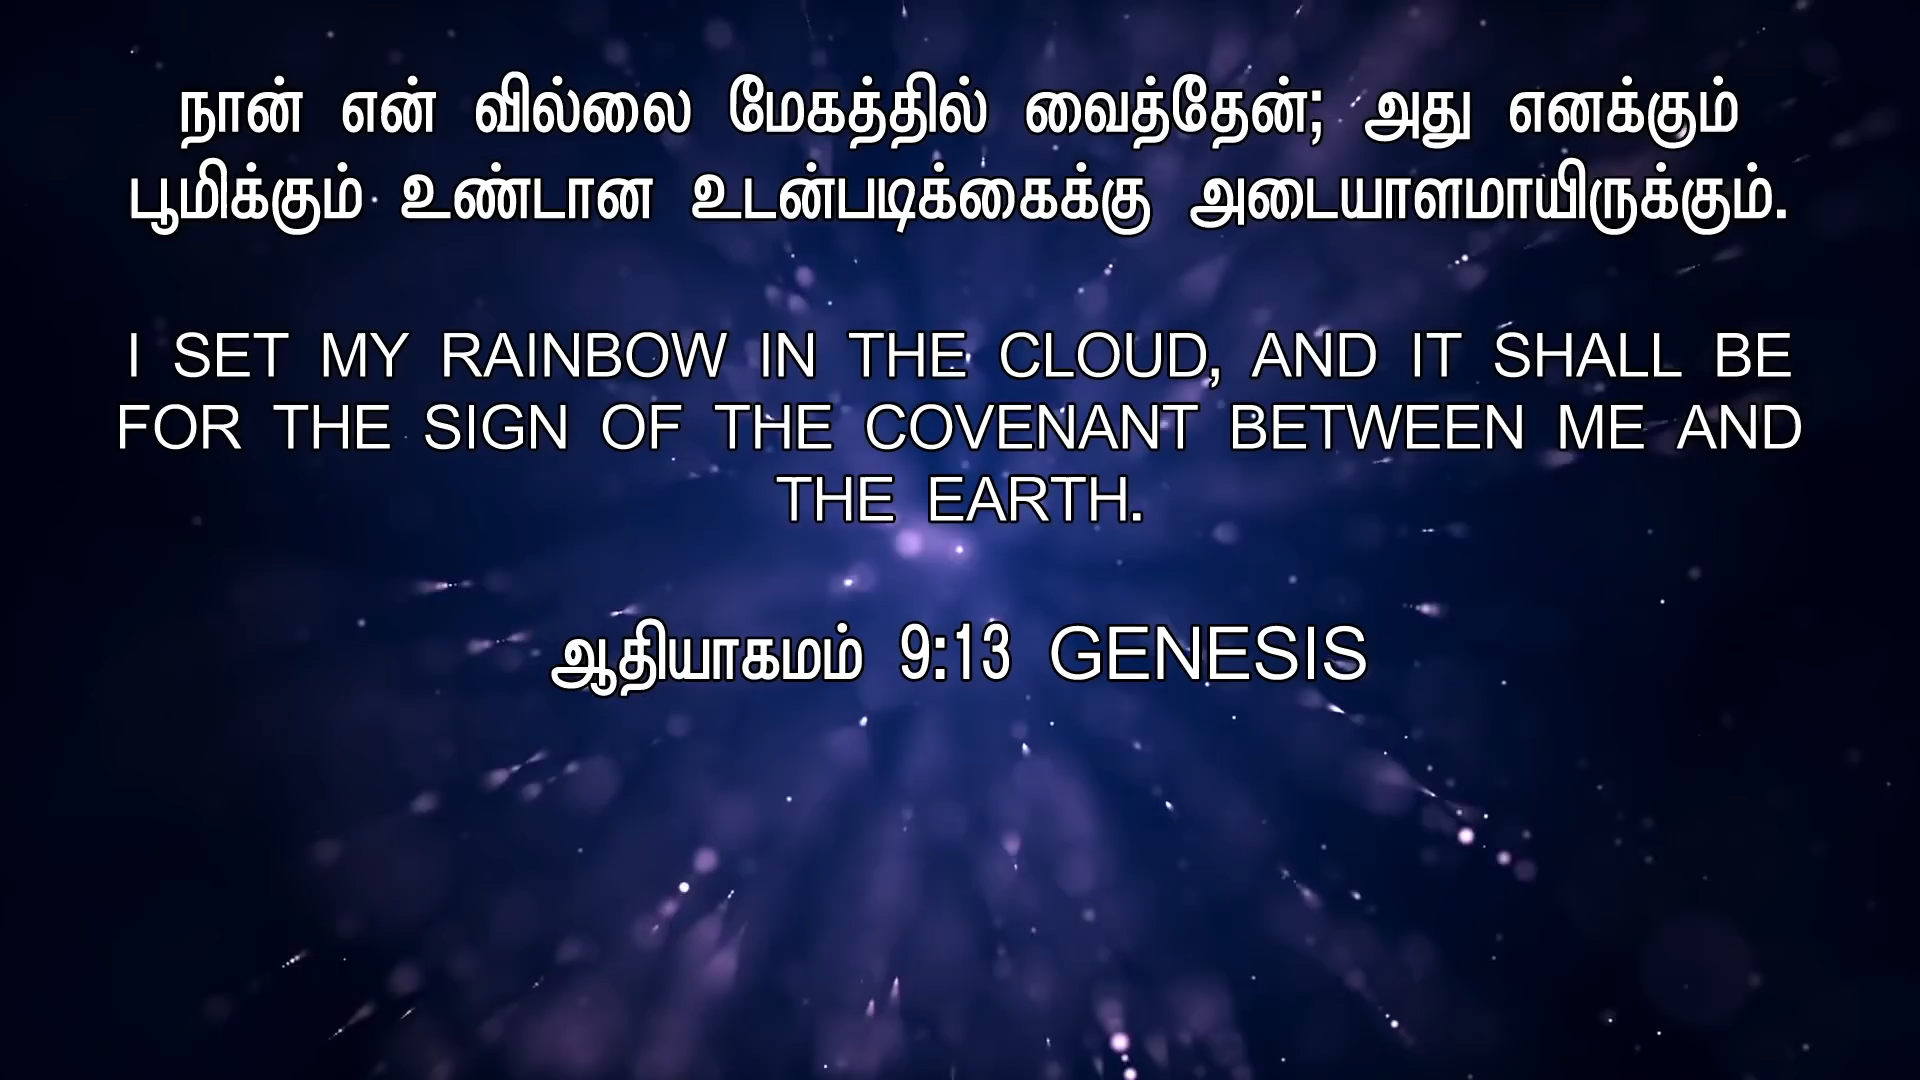 நான் என் வில்லை மேகத்தில் வைத்தேன்; அது எனக்கும்
பூமிக்கும் உண்டான உடன்படிக்கைக்கு அடையாளமாயிருக்கும்.
I SET MY RAINBOW IN THE CLOUD, AND IT SHALL BE
FOR THE SIGN OF THE COVENANT BETWEEN ME AND
THE EARTH.
ஆதியாகமம் 9:13 GENESIS